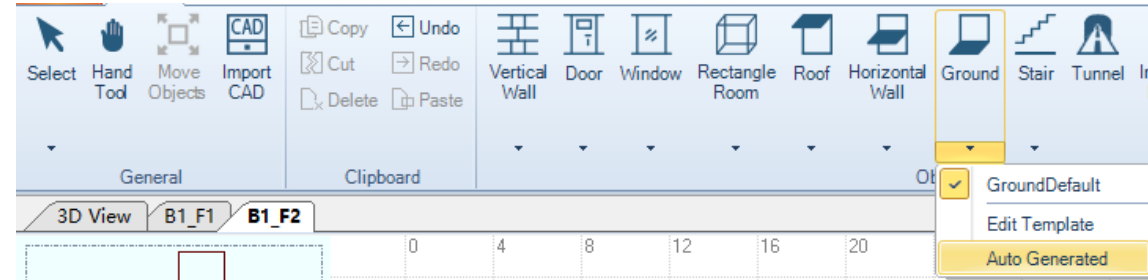 CAD
Select
Hand Tool
Move Objects
Import CAD
Copy
Undo
Cut
Redo
Delete
Paste
Vertical Wall
Door
Window
Rectangle Room
Roof
Horizontal Wall
Ground
Stair
Tunnel
General
Clipboard
GroundDefault
Edit Template
Auto Generated
3D View
B1_F1
B1_F2
0 4 8 12 16 20